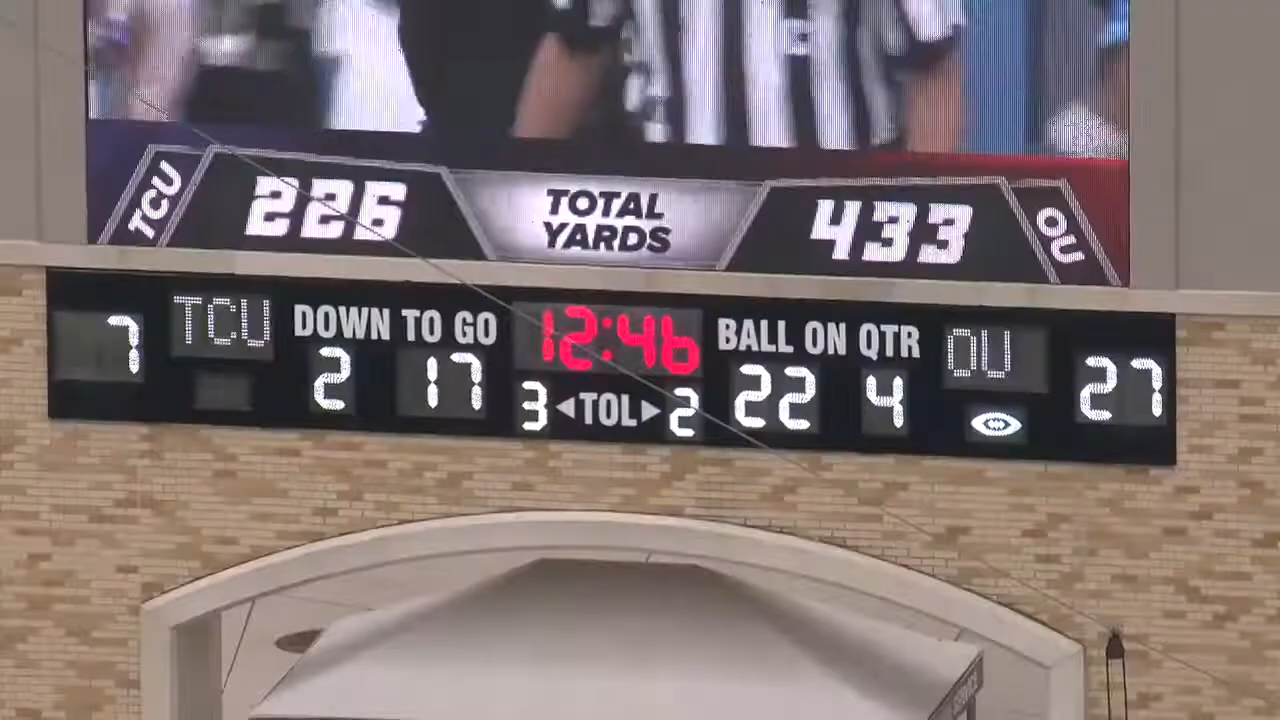 TCU 226 TOTAL YARDS 433 OU
7 TCU DOWN TO GO 12:46 BALL ON QTR OU 27
2 17 3 ◄TOL► 2 22 4
SERVICE